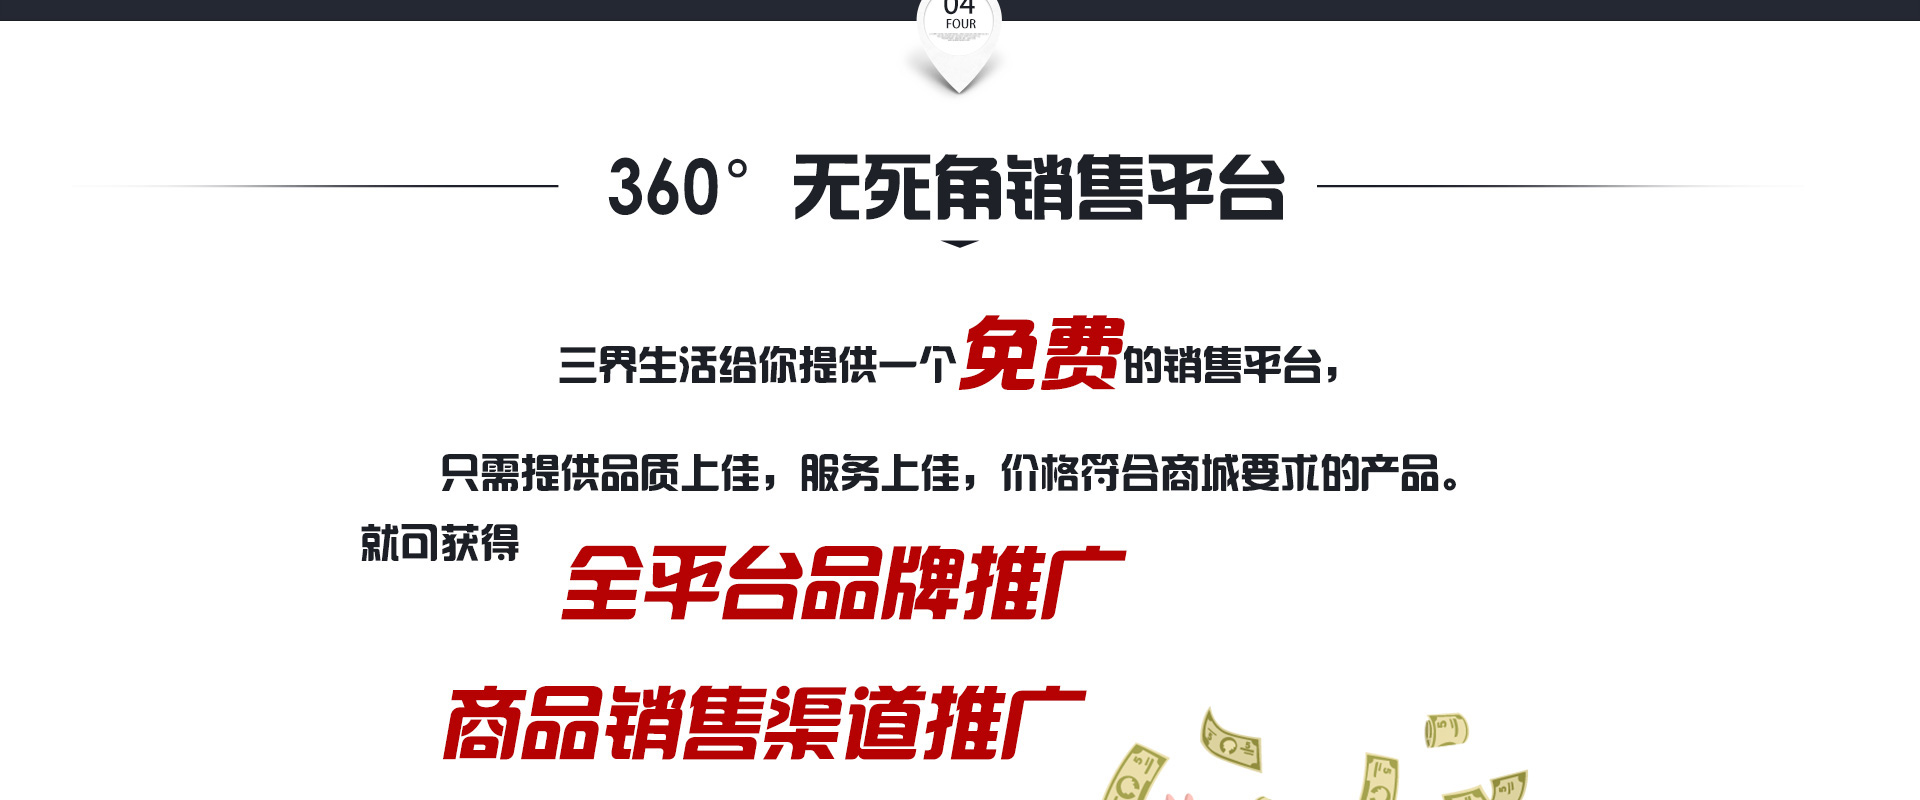 04
FOUR
360° 无死角销售平台
三界生活给你提供一个免费的销售平台，
只需提供品质上佳，服务上佳，价格符合商城要求的产品。
就可获得
全平台品牌推广
商品销售渠道推广